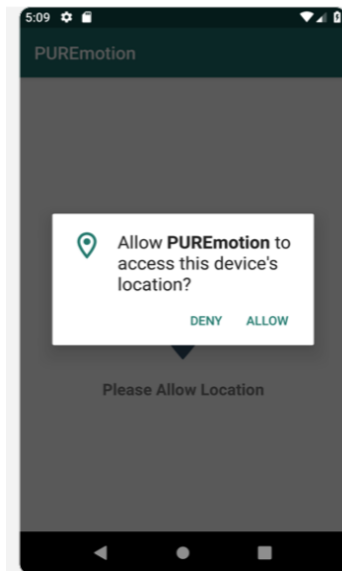 5:09
PUREmotion
Allow PUREmotion to
access this device's
location?
DENY ALLOW
Please Allow Location